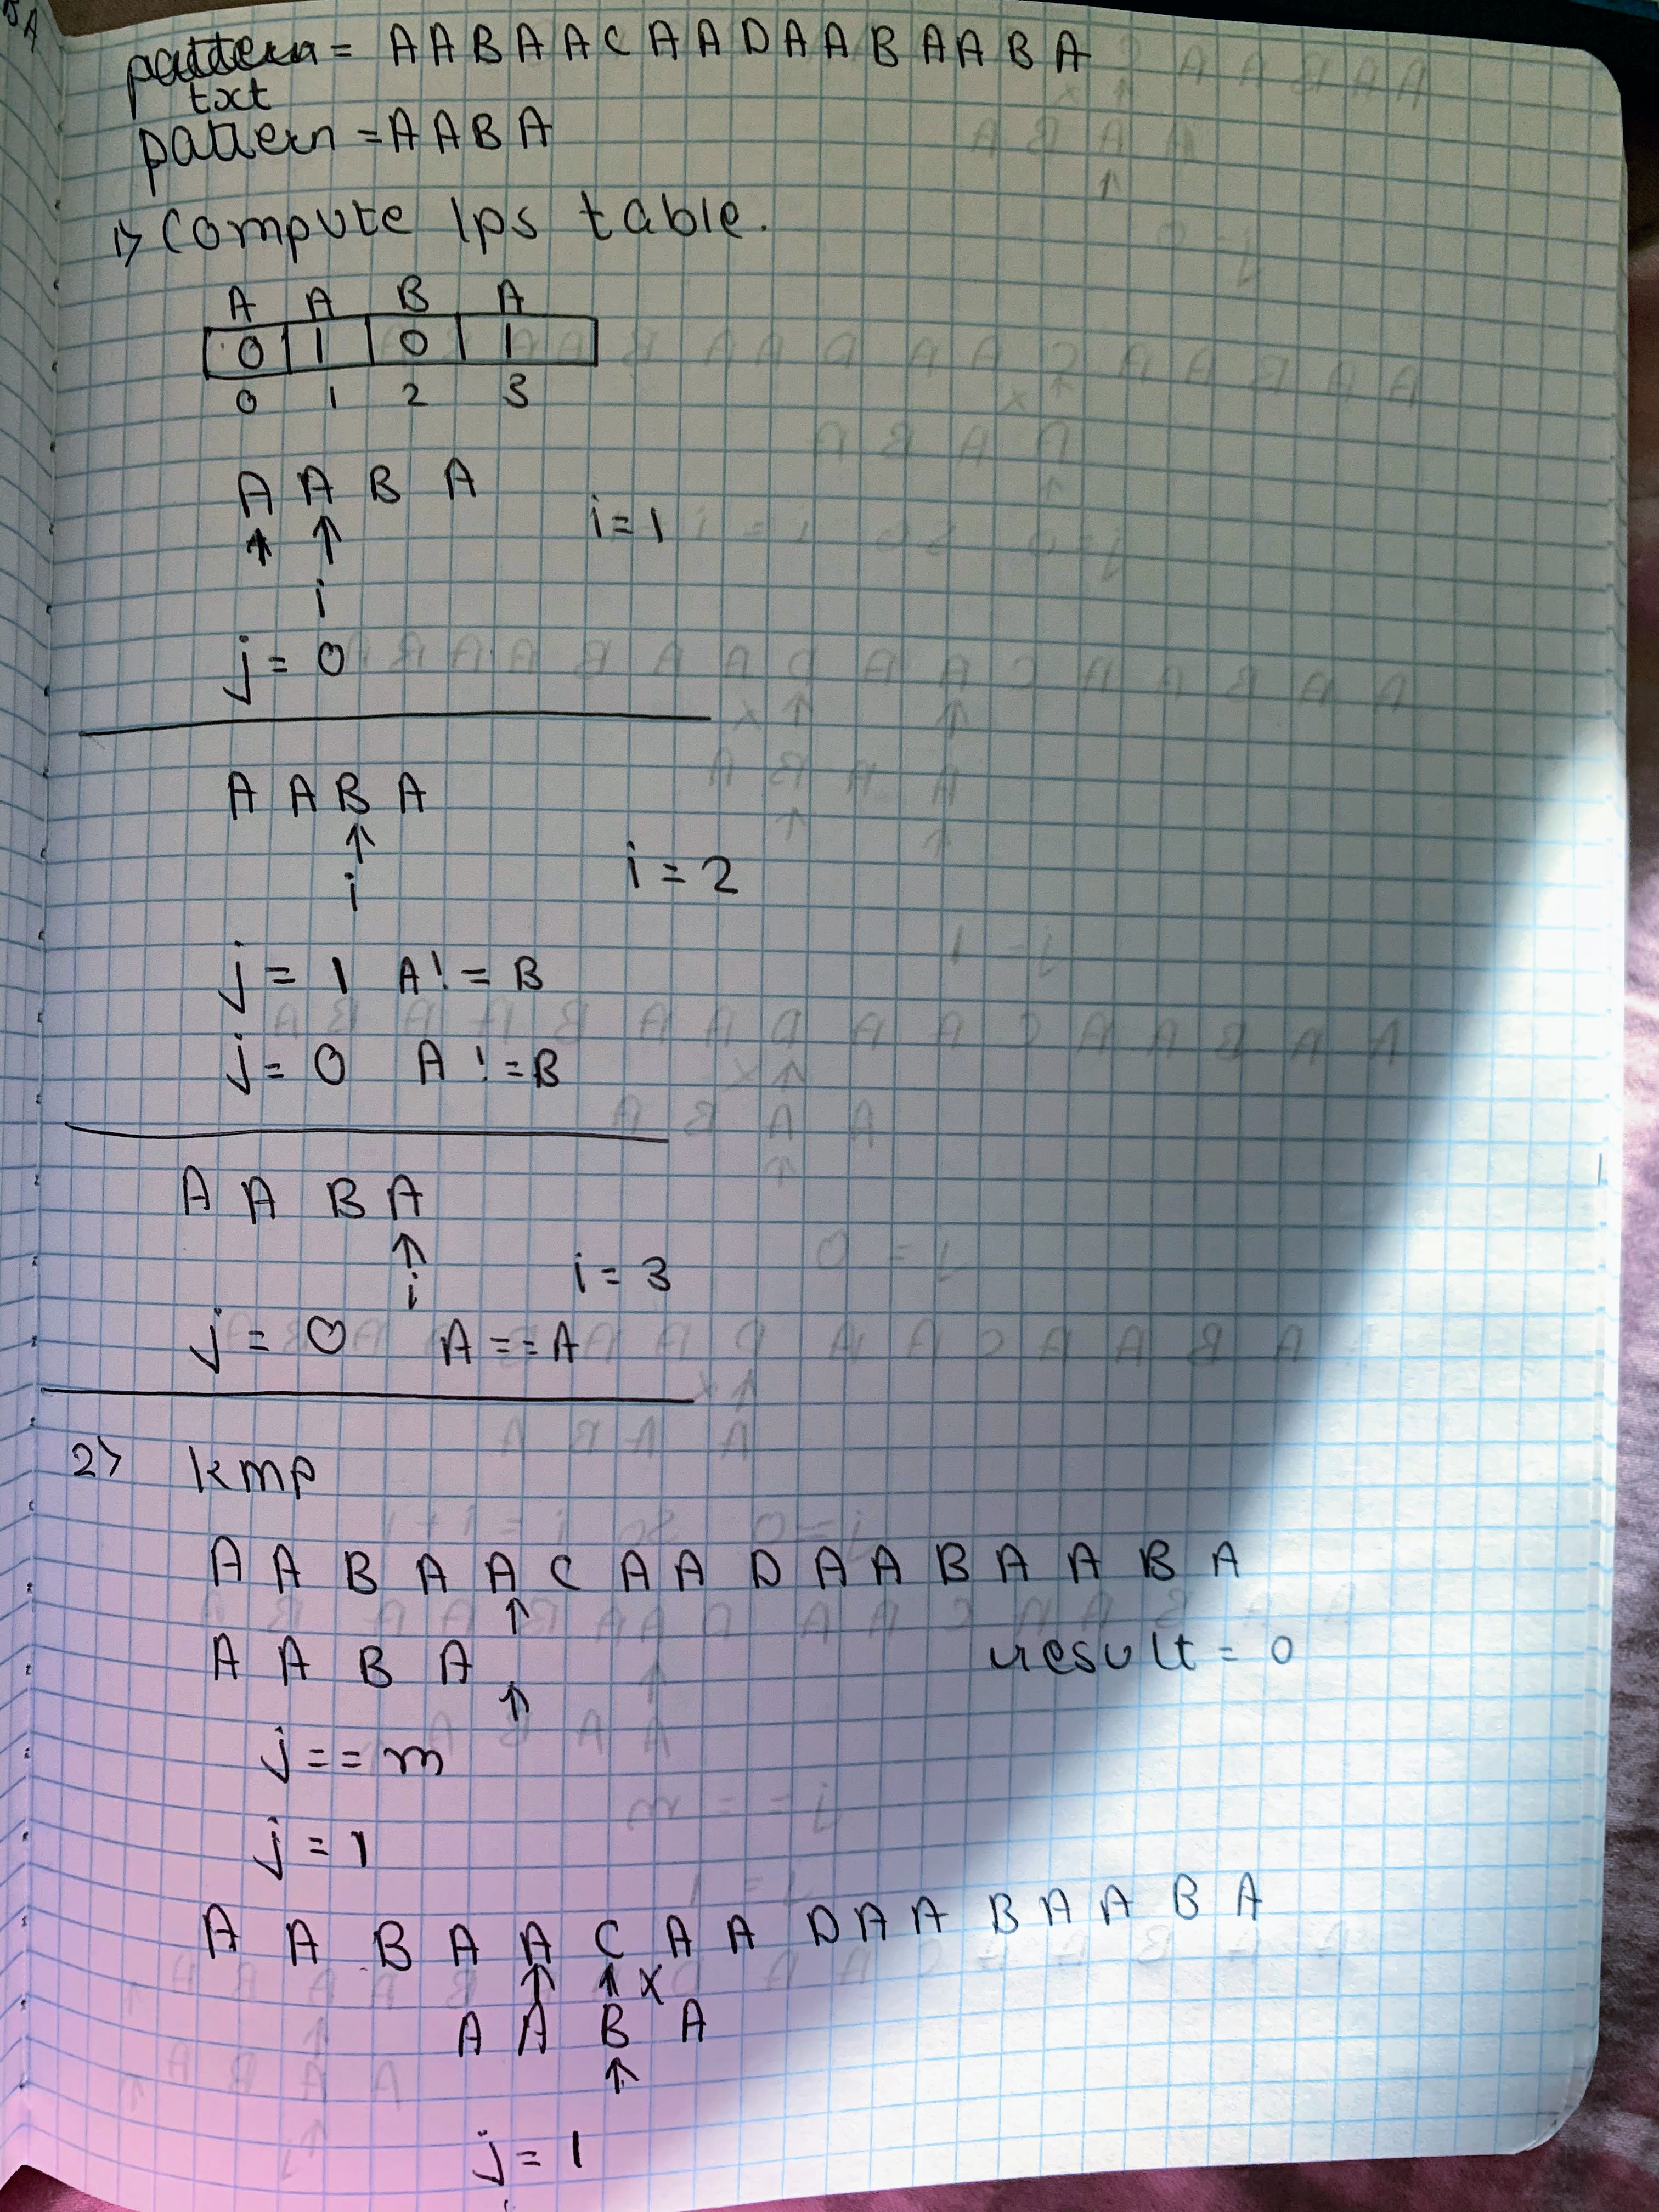 BA
pattern = A A B A A C A A D A A B A A B A
txt
pattern = A A B A
1> Compute lps table.
A A B A
0 1 0 1
0 1 2 3
A A B A
↑ ↑ i=1
i
j = 0
A A B A
↑
i i = 2
j = 1 A != B
j = 0 A != B
A A B A
↑
i i = 3
j = 0 A == A
2> kmp
A A B A A C A A D A A B A A B A
↑
A A B A result = 0
↑
j == m
j = 1
A A B A A C A A D A A B A A B A
↑ ↑ x
A A B A
↑
j = 1